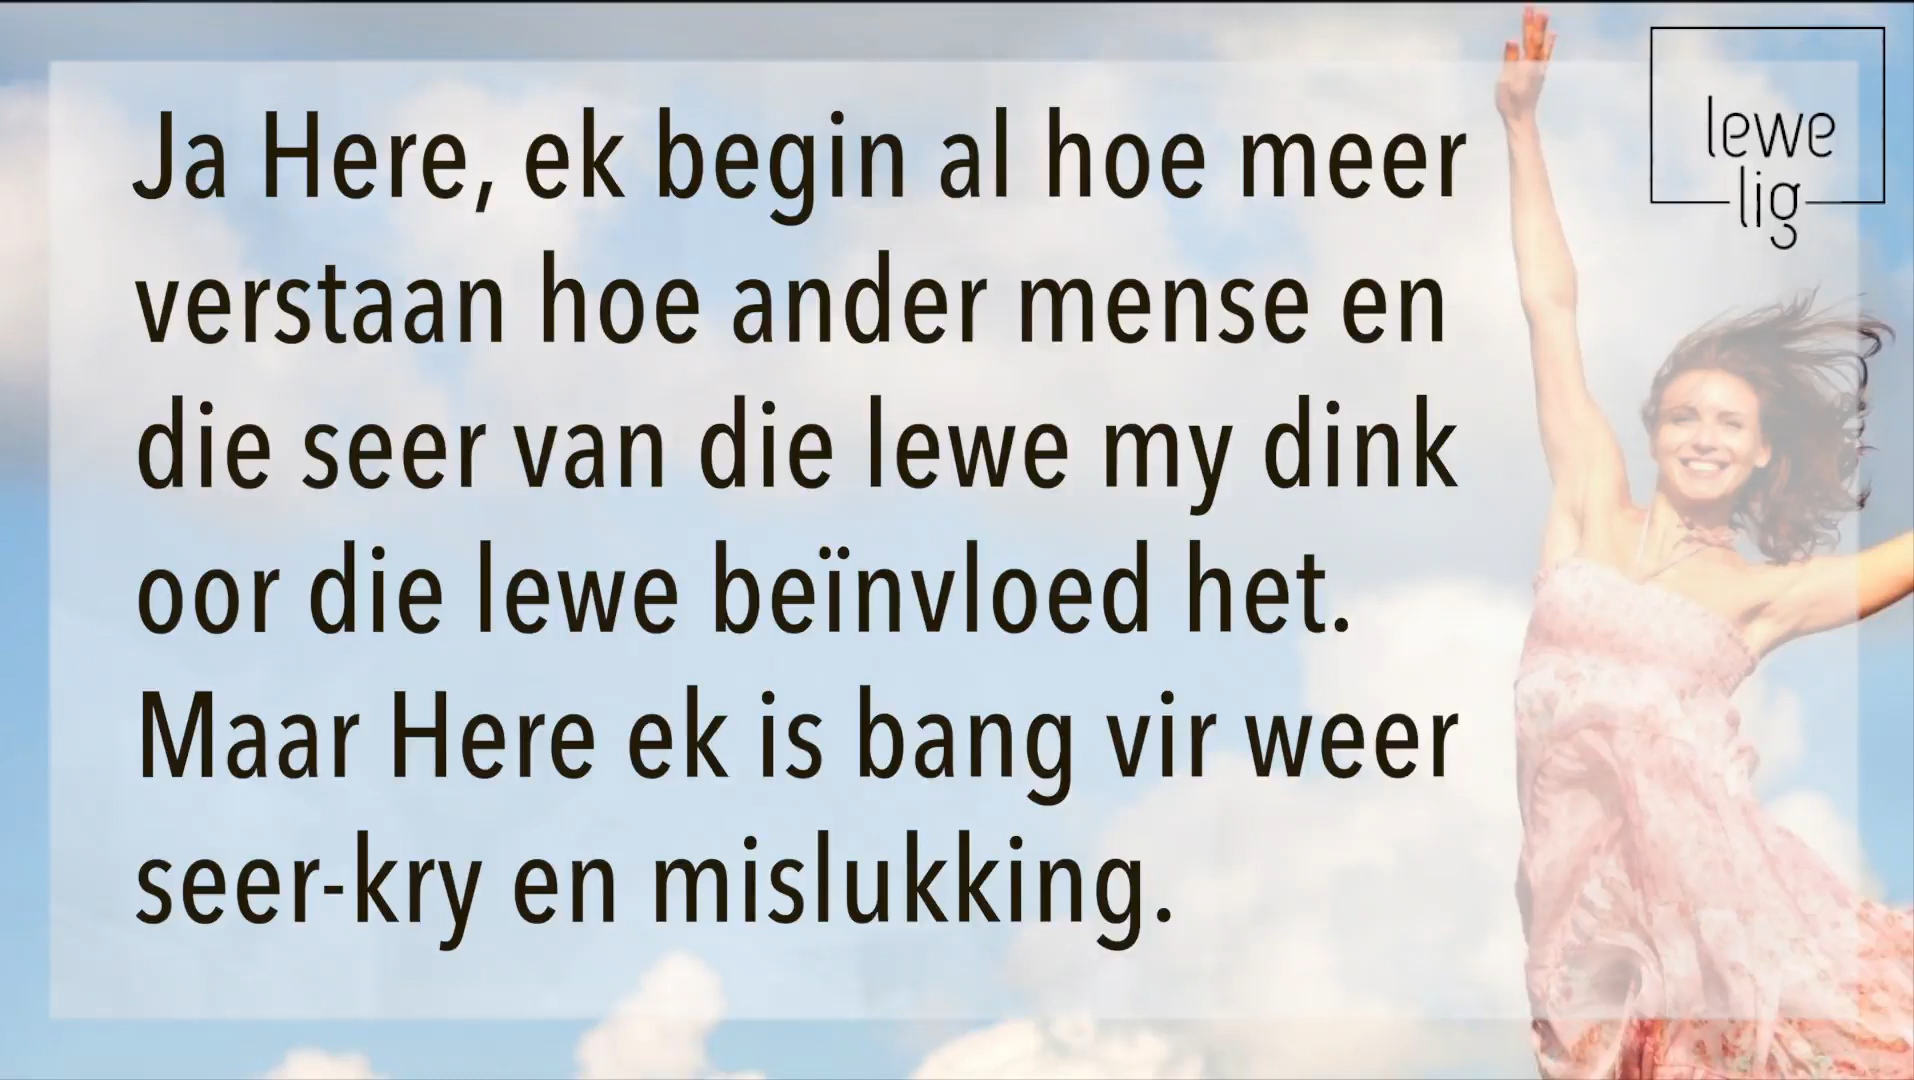 Ja Here, ek begin al hoe meer
verstaan hoe ander mense en
die seer van die lewe my dink
oor die lewe beïnvloed het.
Maar Here ek is bang vir weer
seer-kry en mislukking.
lewe
lig